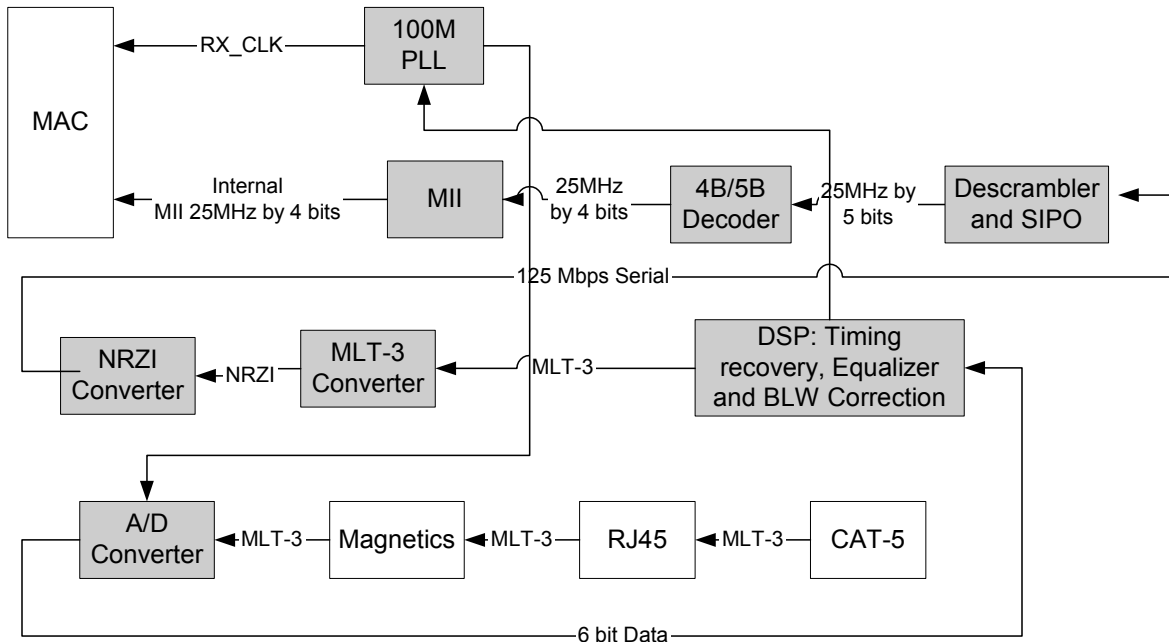 100M
PLL
RX_CLK
MAC
Internal
MII 25MHz by 4 bits
MII
25MHz
by 4 bits
4B/5B
Decoder
25MHz by
5 bits
Descrambler
and SIPO
125 Mbps Serial
NRZI
Converter
NRZI
MLT-3
Converter
MLT-3
DSP: Timing
recovery, Equalizer
and BLW Correction
A/D
Converter
MLT-3
Magnetics
MLT-3
RJ45
MLT-3
CAT-5
6 bit Data